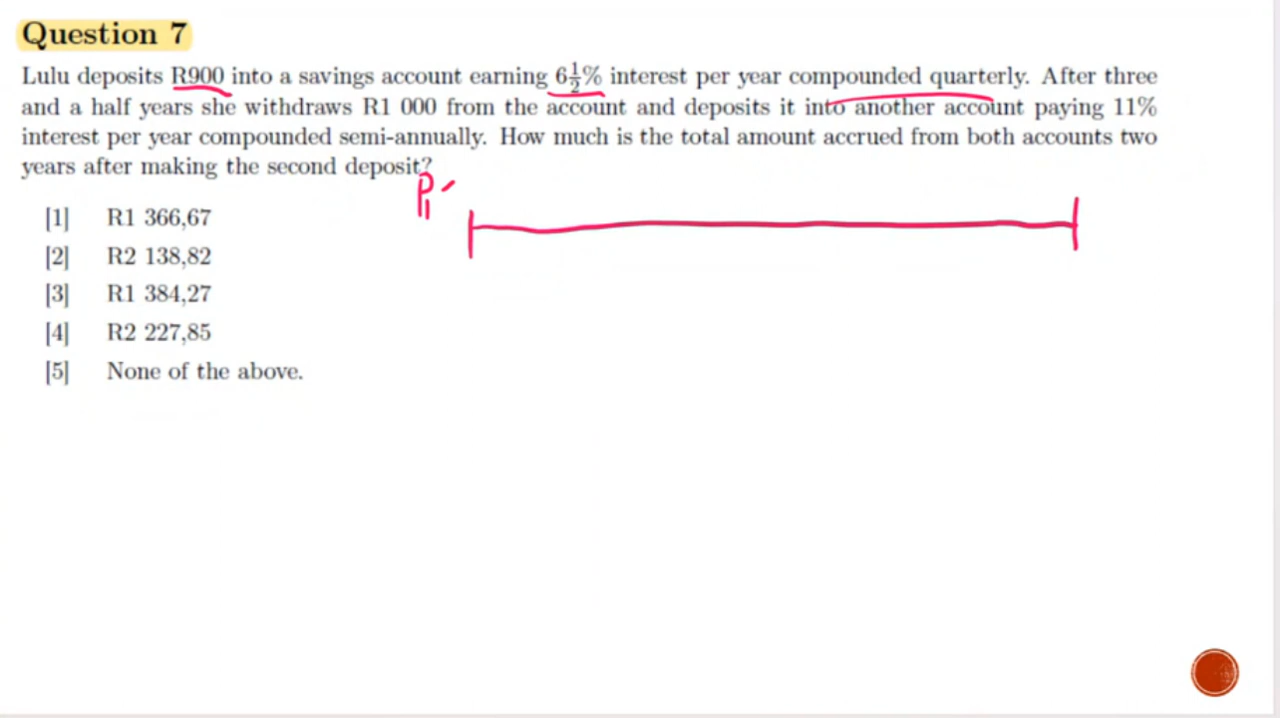 Question 7
Lulu deposits R900 into a savings account earning 6½% interest per year compounded quarterly. After three
and a half years she withdraws R1 000 from the account and deposits it into another account paying 11%
interest per year compounded semi-annually. How much is the total amount accrued from both accounts two
years after making the second deposit?
P₁
[1] R1 366,67
[2] R2 138,82
[3] R1 384,27
[4] R2 227,85
[5] None of the above.